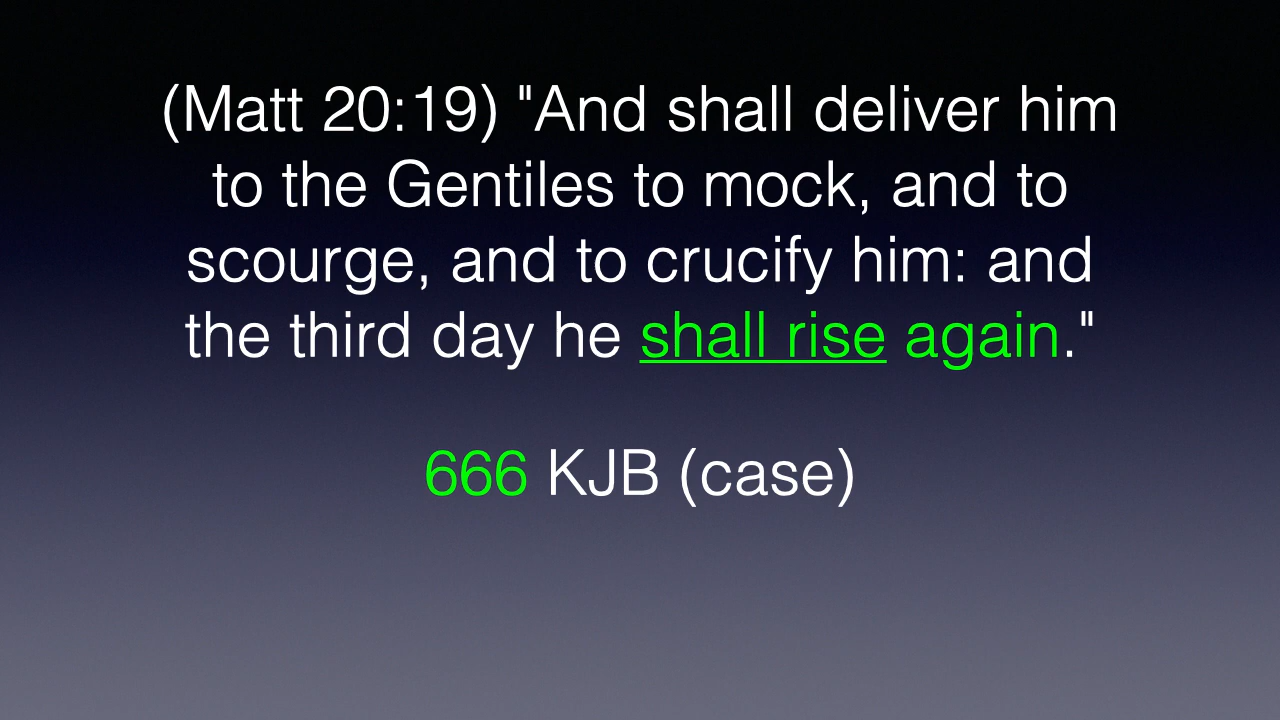 (Matt 20:19) "And shall deliver him
to the Gentiles to mock, and to
scourge, and to crucify him: and
the third day he shall rise again."
666 KJB (case)